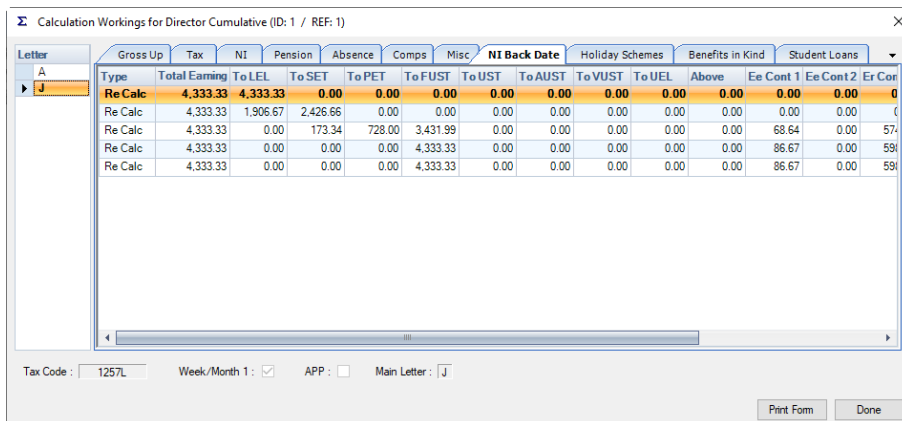 Σ Calculation Workings for Director Cumulative (ID: 1 / REF: 1)
Letter
A
J
Gross Up Tax NI Pension Absence Comps Misc NI Back Date Holiday Schemes Benefits in Kind Student Loans
Type Total Earning To LEL To SET To PET To FUST To UST To AUST To VUST To UEL Above Ee Cont 1 Ee Cont 2 Er Con
Re Calc 4,333.33 4,333.33 0.00 0.00 0.00 0.00 0.00 0.00 0.00 0.00 0.00 0.00 0
Re Calc 4,333.33 1,906.67 2,426.66 0.00 0.00 0.00 0.00 0.00 0.00 0.00 0.00 0.00 0
Re Calc 4,333.33 0.00 173.34 728.00 3,431.99 0.00 0.00 0.00 0.00 0.00 68.64 0.00 574
Re Calc 4,333.33 0.00 0.00 0.00 4,333.33 0.00 0.00 0.00 0.00 0.00 86.67 0.00 598
Re Calc 4,333.33 0.00 0.00 0.00 4,333.33 0.00 0.00 0.00 0.00 0.00 86.67 0.00 598
Tax Code : 1257L Week/Month 1 : APP : Main Letter : J
Print Form Done